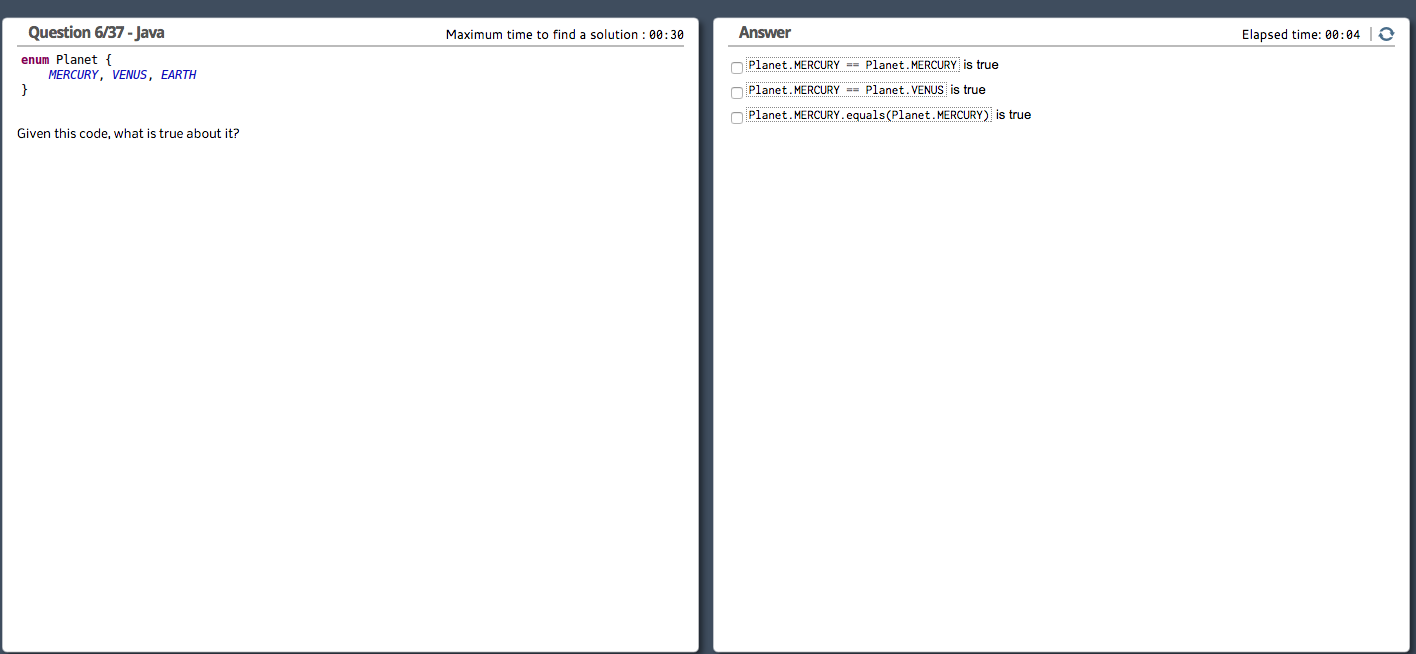 Question 6/37 - Java
Maximum time to find a solution : 00:30
enum Planet {
    MERCURY, VENUS, EARTH
}
Given this code, what is true about it?
Answer
Elapsed time: 00:04
Planet.MERCURY == Planet.MERCURY is true
Planet.MERCURY == Planet.VENUS is true
Planet.MERCURY.equals(Planet.MERCURY) is true